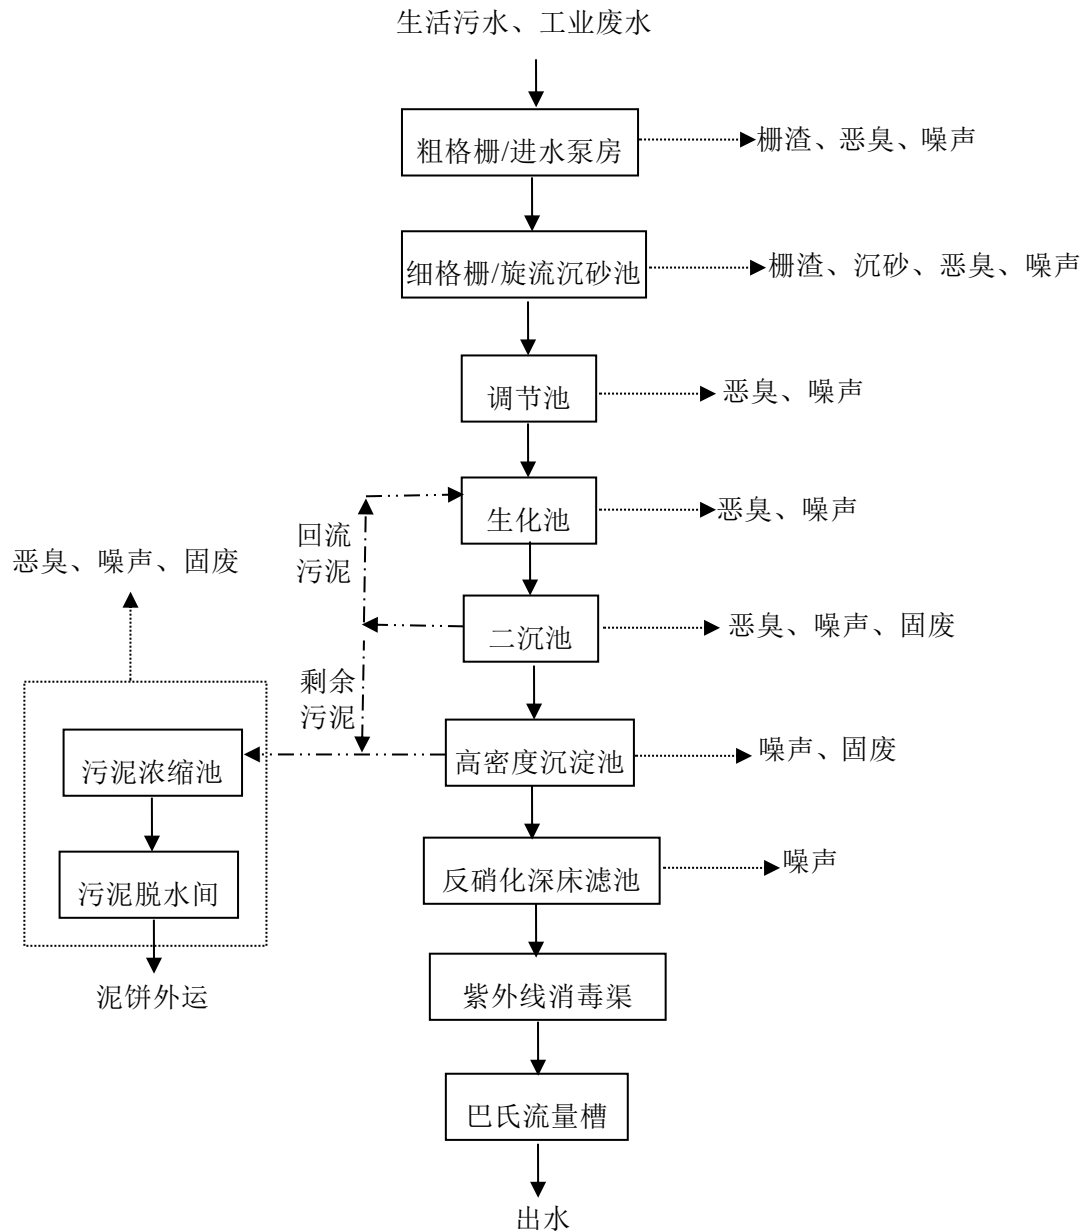 生活污水、工业废水
粗格栅/进水泵房
栅渣、恶臭、噪声
细格栅/旋流沉砂池
栅渣、沉砂、恶臭、噪声
调节池
恶臭、噪声
生化池
恶臭、噪声
回流
污泥
恶臭、噪声、固废
二沉池
恶臭、噪声、固废
剩余
污泥
高密度沉淀池
噪声、固废
污泥浓缩池
反硝化深床滤池
噪声
污泥脱水间
泥饼外运
紫外线消毒渠
巴氏流量槽
出水